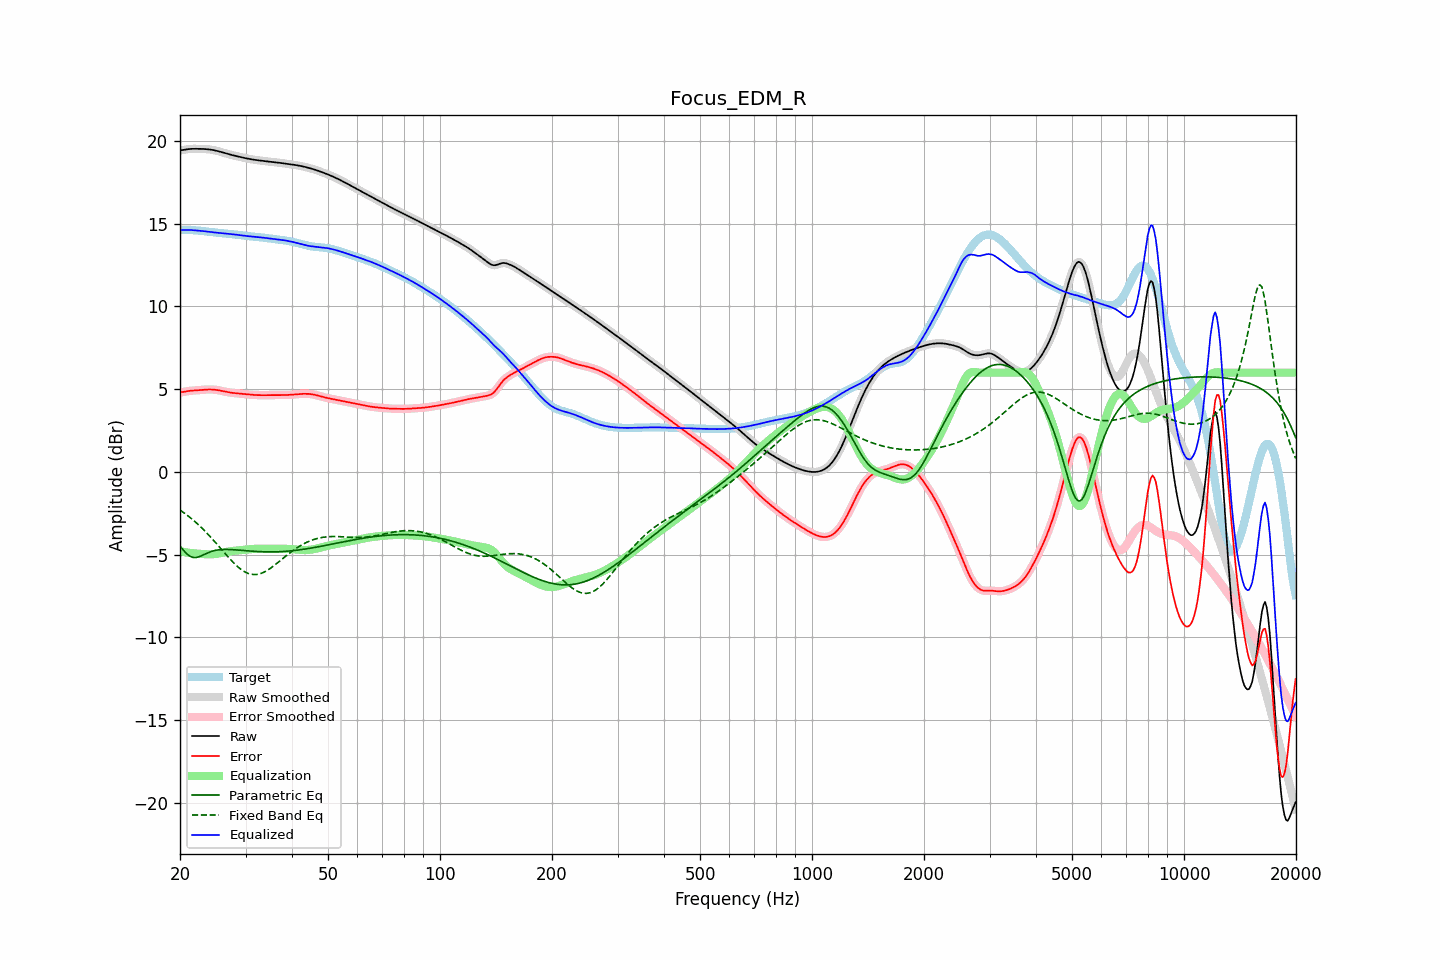 Focus_EDM_R
Amplitude (dBr)
20
15
10
5
0
−5
−10
−15
−20
Target
Raw Smoothed
Error Smoothed
Raw
Error
Equalization
Parametric Eq
Fixed Band Eq
Equalized
20 50 100 200 500 1000 2000 5000 10000 20000
Frequency (Hz)